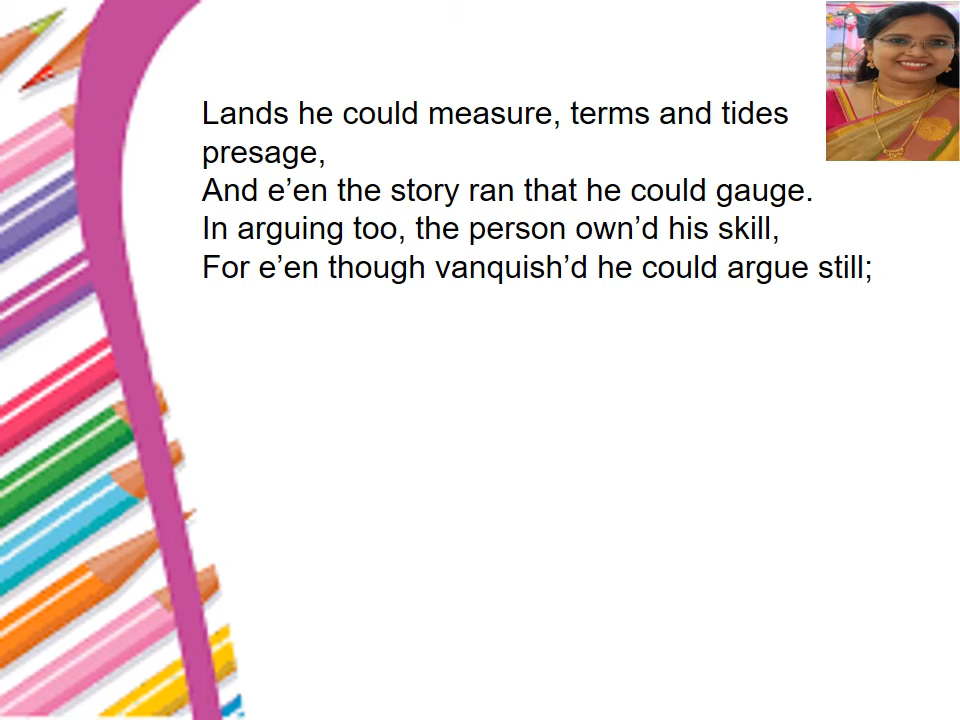 Lands he could measure, terms and tides
presage,
And e’en the story ran that he could gauge.
In arguing too, the person own’d his skill,
For e’en though vanquish’d he could argue still;